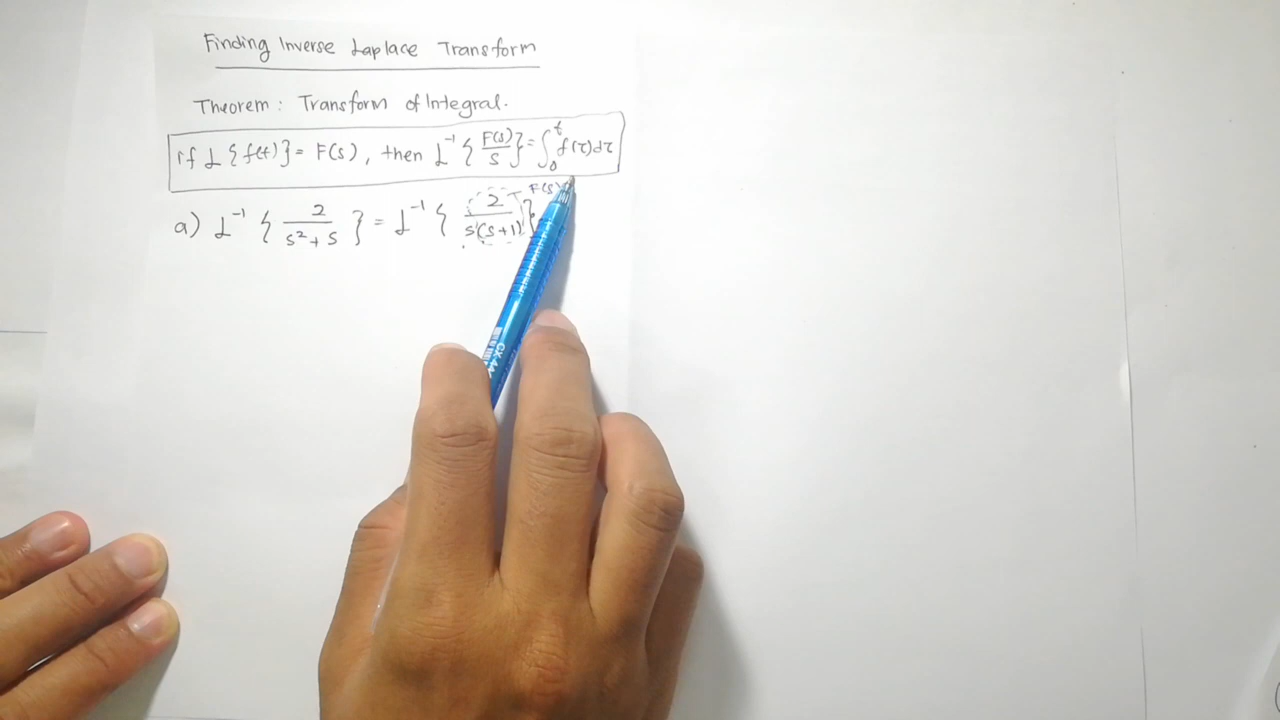 Finding Inverse Laplace Transform
Theorem : Transform of Integral.
if ℒ{f(t)} = F(s), then ℒ⁻¹{F(s)/s} = ∫₀ᵗ f(τ)dτ
F(s)
a) ℒ⁻¹{2/(s²+s)} = ℒ⁻¹{2/(s(s+1))}